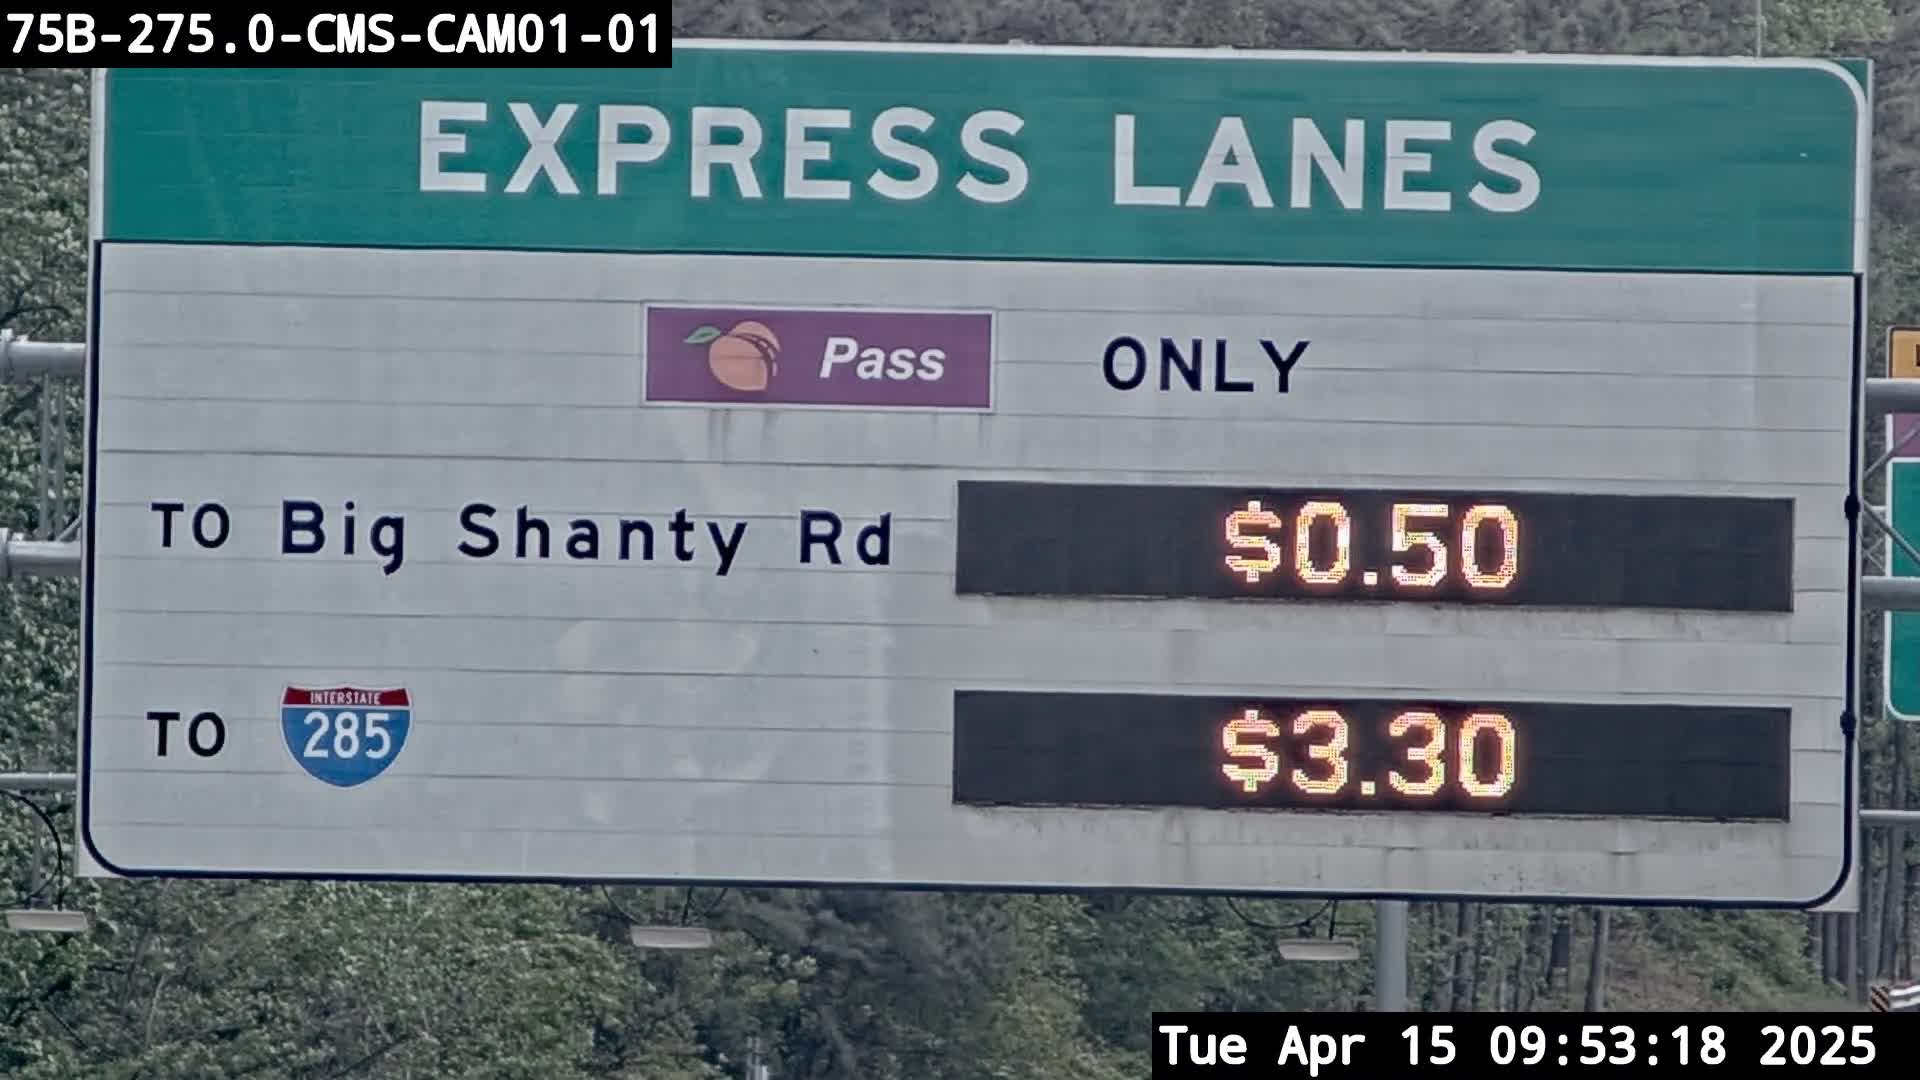 75B-275.0-CMS-CAM01-01
EXPRESS LANES
Pass ONLY
TO Big Shanty Rd $0.50
TO INTERSTATE 285 $3.30
Tue Apr 15 09:53:18 2025